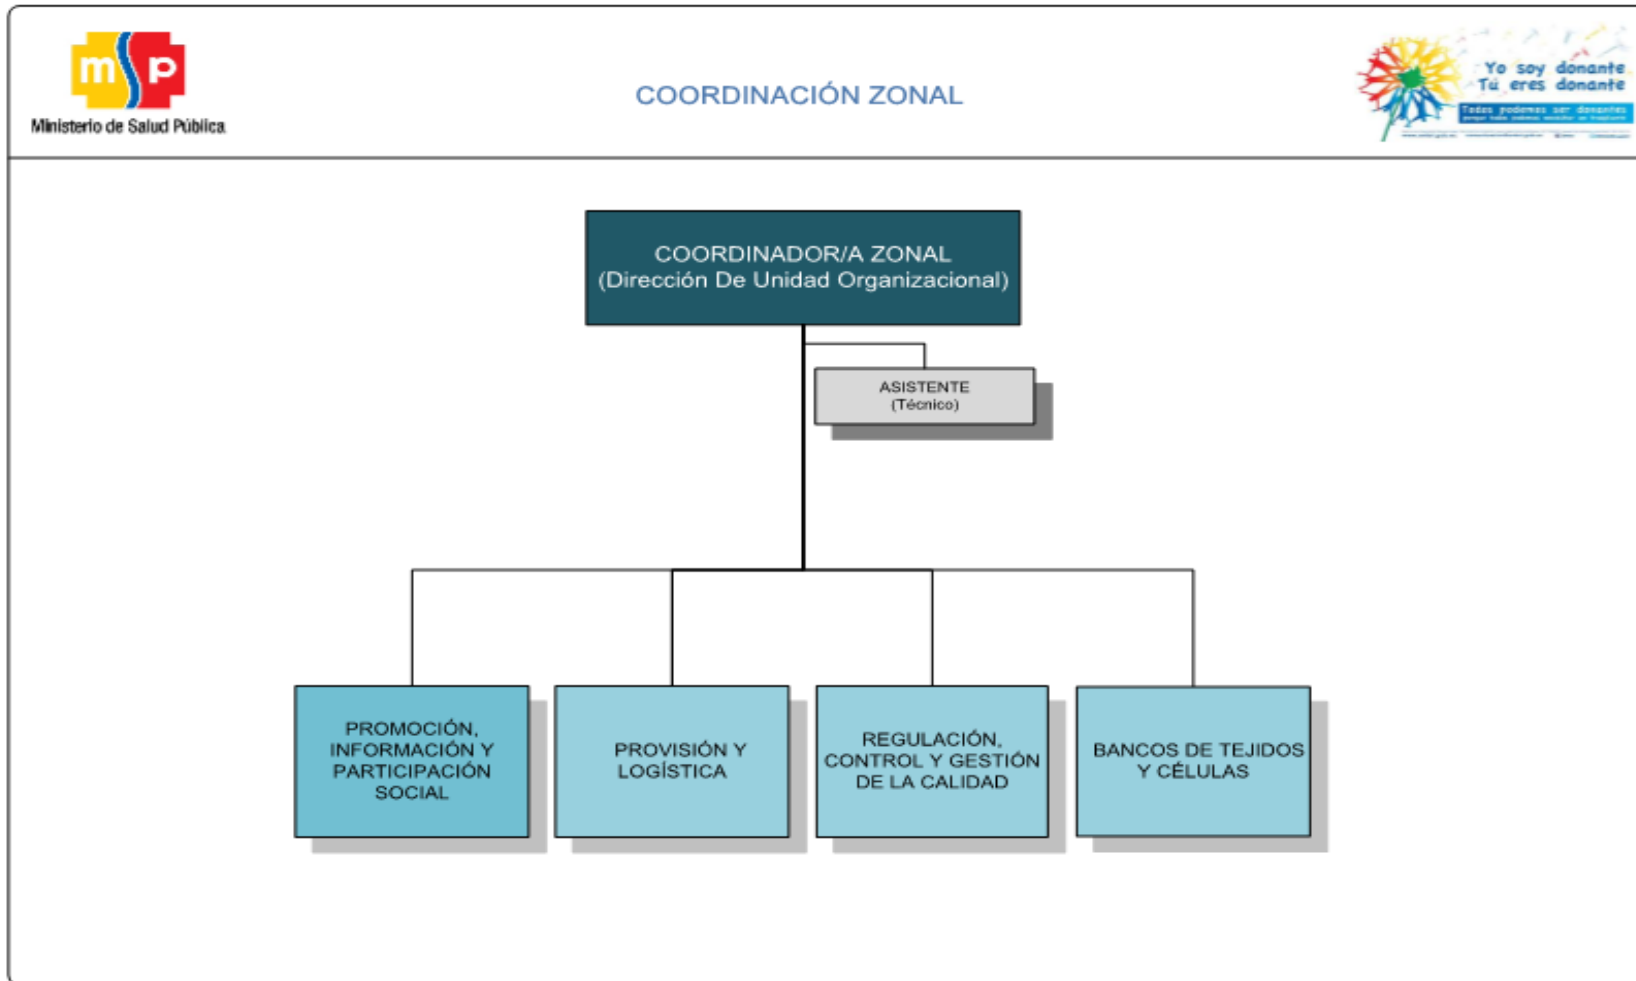 msp
Ministerio de Salud Pública
COORDINACIÓN ZONAL
Yo soy donante
Tú eres donante
Todos podemos ser donantes
COORDINADOR/A ZONAL
(Dirección De Unidad Organizacional)
ASISTENTE
(Técnico)
PROMOCIÓN,
INFORMACIÓN Y
PARTICIPACIÓN
SOCIAL
PROVISIÓN Y
LOGÍSTICA
REGULACIÓN,
CONTROL Y GESTIÓN
DE LA CALIDAD
BANCOS DE TEJIDOS
Y CÉLULAS